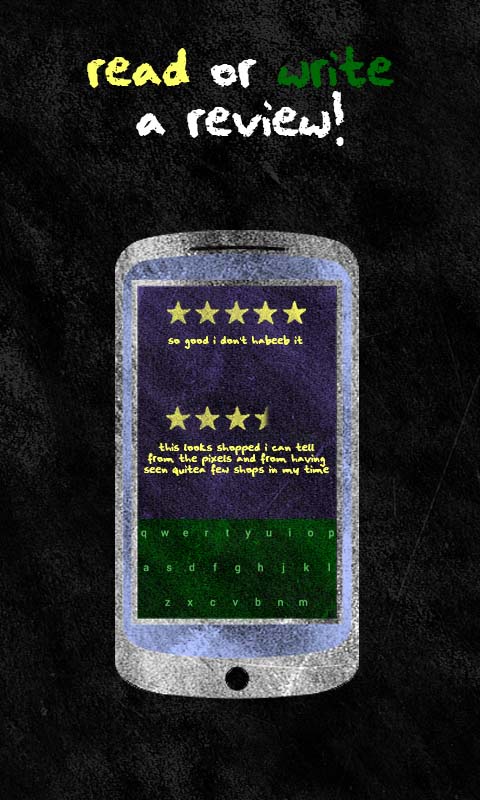 read or write
a review!
so good i don't habeeb it
this looks shopped i can tell
from the pixels and from having
seen quitea few shops in my time
q w e r t y u i o p
a s d f g h j k l
z x c v b n m